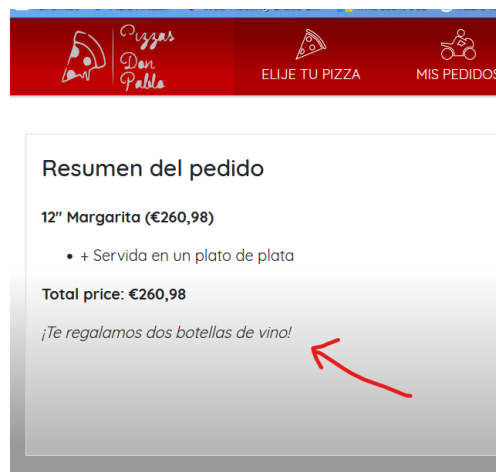 Pizzas
Don
Pablo
ELIJE TU PIZZA
MIS PEDIDOS
Resumen del pedido
12" Margarita (€260,98)
+ Servida en un plato de plata
Total price: €260,98
¡Te regalamos dos botellas de vino!